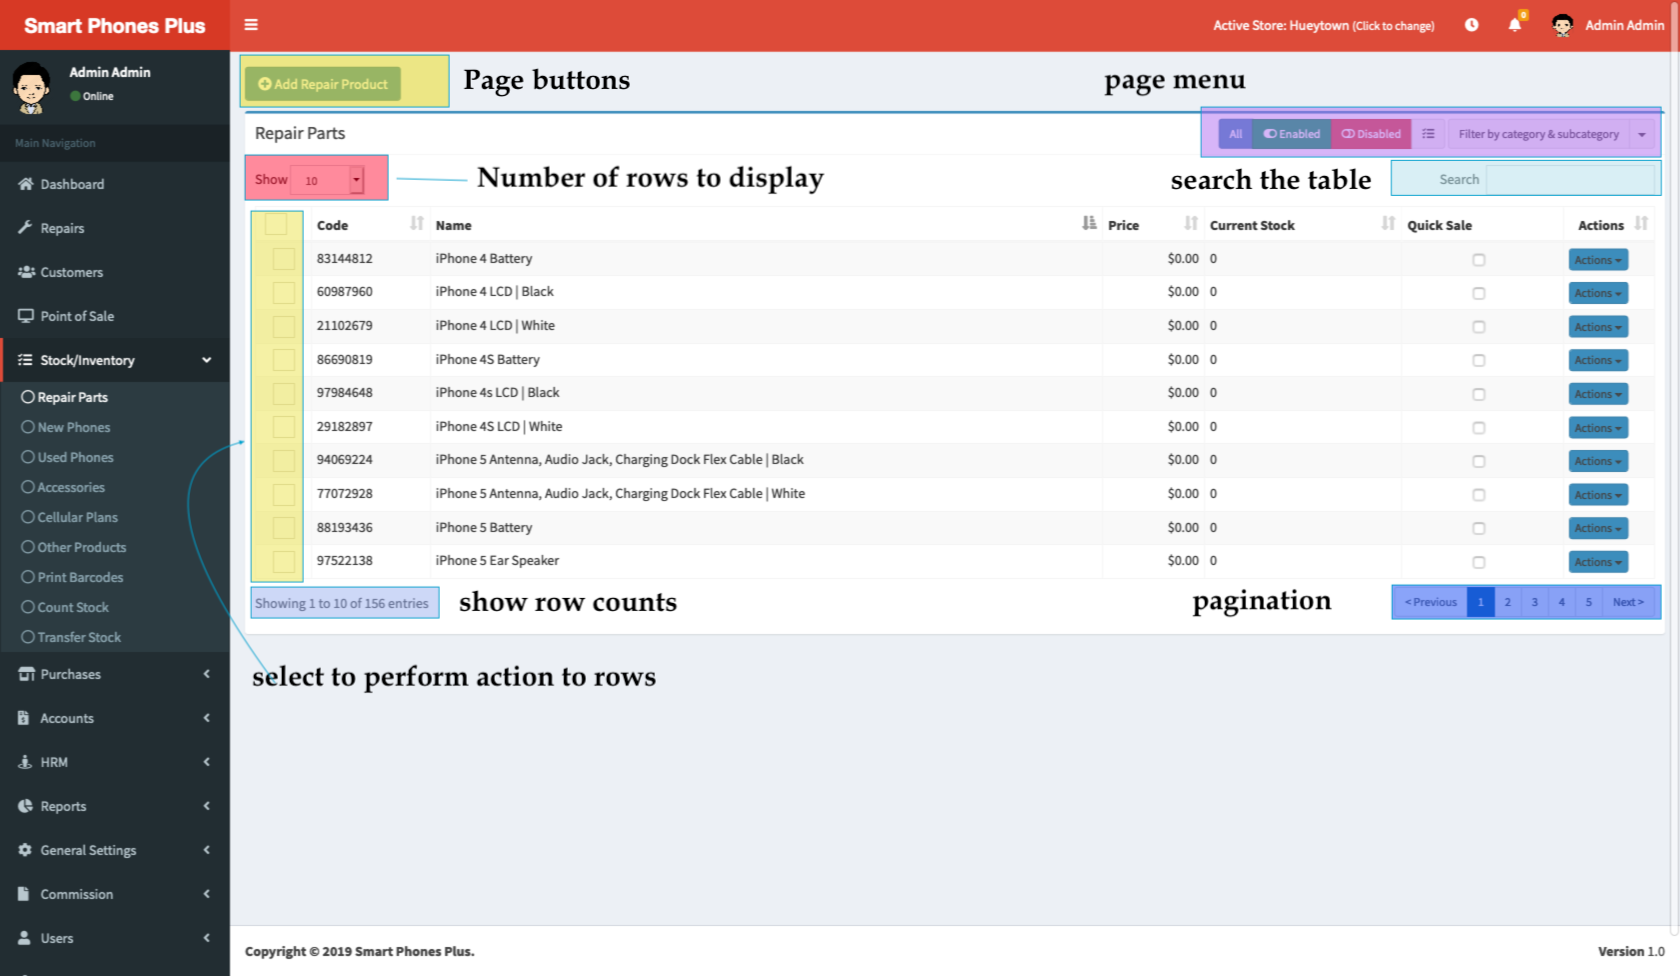 Smart Phones Plus
Active Store: Hueytown (Click to change)
0
Admin Admin
Admin Admin
Online
Main Navigation
Dashboard
Repairs
Customers
Point of Sale
Stock/Inventory
Repair Parts
New Phones
Used Phones
Accessories
Cellular Plans
Other Products
Print Barcodes
Count Stock
Transfer Stock
Purchases
Accounts
HRM
Reports
General Settings
Commission
Users
Add Repair Product
Page buttons
page menu
Repair Parts
All Enabled Disabled Filter by category & subcategory
Show 10
Number of rows to display
search the table
Search
Code Name Price Current Stock Quick Sale Actions
83144812 iPhone 4 Battery $0.00 0 Actions
60987960 iPhone 4 LCD | Black $0.00 0 Actions
21102679 iPhone 4 LCD | White $0.00 0 Actions
86690819 iPhone 4S Battery $0.00 0 Actions
97984648 iPhone 4s LCD | Black $0.00 0 Actions
29182897 iPhone 4S LCD | White $0.00 0 Actions
94069224 iPhone 5 Antenna, Audio Jack, Charging Dock Flex Cable | Black $0.00 0 Actions
77072928 iPhone 5 Antenna, Audio Jack, Charging Dock Flex Cable | White $0.00 0 Actions
88193436 iPhone 5 Battery $0.00 0 Actions
97522138 iPhone 5 Ear Speaker $0.00 0 Actions
Showing 1 to 10 of 156 entries
show row counts
pagination
< Previous 1 2 3 4 5 Next >
select to perform action to rows
Copyright © 2019 Smart Phones Plus.
Version 1.0